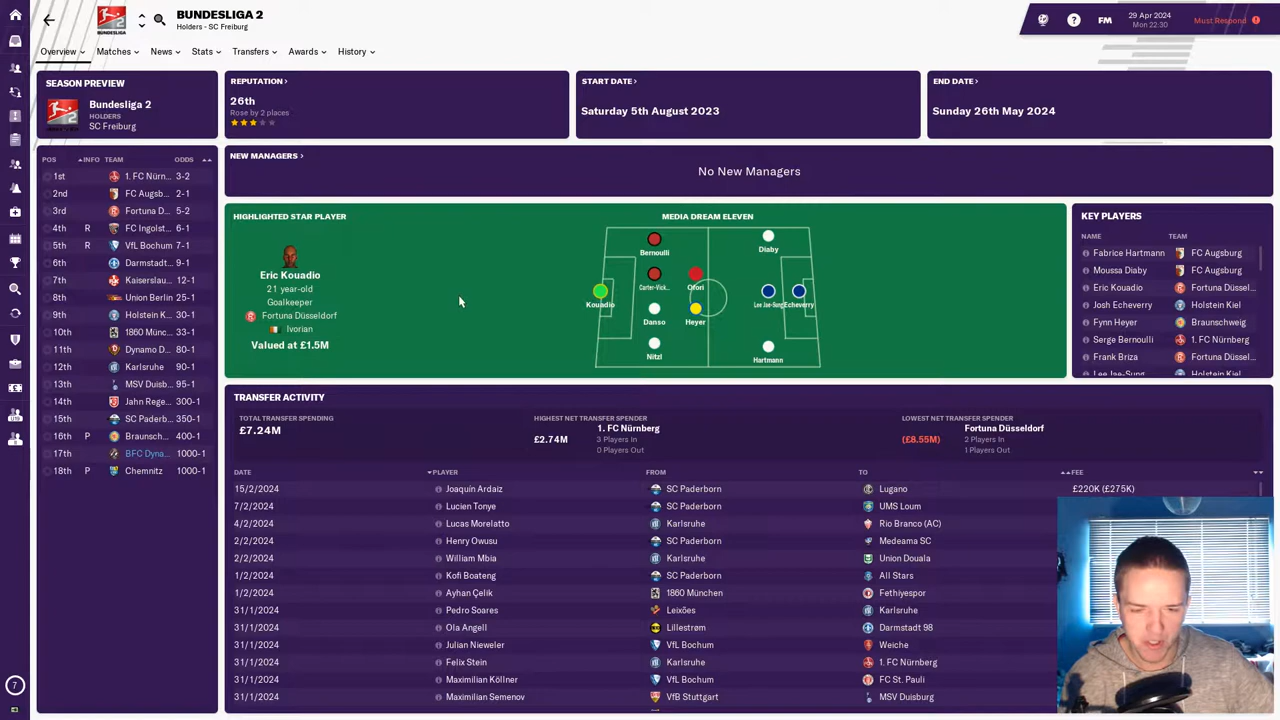 BUNDESLIGA 2
Holders - SC Freiburg
29 Apr 2024
Mon 22:30
FM
Must Respond
Overview Matches News Stats Transfers Awards History
SEASON PREVIEW
Bundesliga 2
HOLDERS
SC Freiburg
REPUTATION
26th
Rose by 2 places
START DATE
Saturday 5th August 2023
END DATE
Sunday 26th May 2024
NEW MANAGERS
No New Managers
POS INFO TEAM ODDS
1st 1. FC Nürn... 3-2
2nd FC Augsb... 2-1
3rd Fortuna D... 5-2
4th R FC Ingolst... 6-1
5th R VfL Bochum 7-1
6th Darmstadt... 9-1
7th Kaiserslau... 12-1
8th Union Berlin 25-1
9th Holstein K... 30-1
10th 1860 Münc... 33-1
11th Dynamo D... 80-1
12th Karlsruhe 90-1
13th MSV Duisb... 95-1
14th Jahn Rege... 300-1
15th SC Paderb... 350-1
16th P Braunsch... 400-1
17th BFC Dyna... 1000-1
18th P Chemnitz 1000-1
HIGHLIGHTED STAR PLAYER
Eric Kouadio
21 year-old
Goalkeeper
Fortuna Düsseldorf
Ivorian
Valued at £1.5M
MEDIA DREAM ELEVEN
Bernoulli
Diaby
Carter-Vick...
Ofori
Kouadio
Lee Jae-Sung
Echeverry
Danso
Heyer
Nitzl
Hartmann
KEY PLAYERS
NAME TEAM
Fabrice Hartmann FC Augsburg
Moussa Diaby FC Augsburg
Eric Kouadio Fortuna Düssel...
Josh Echeverry Holstein Kiel
Fynn Heyer Braunschweig
Serge Bernoulli 1. FC Nürnberg
Frank Briza Fortuna Düssel...
Lee Jae-Sung Holstein Kiel
TRANSFER ACTIVITY
TOTAL TRANSFER SPENDING
£7.24M
HIGHEST NET TRANSFER SPENDER
£2.74M
1. FC Nürnberg
3 Players In
0 Players Out
LOWEST NET TRANSFER SPENDER
(£8.55M)
Fortuna Düsseldorf
2 Players In
1 Players Out
DATE PLAYER FROM TO FEE
15/2/2024 Joaquín Ardaiz SC Paderborn Lugano £220K (£275K)
7/2/2024 Lucien Tonye SC Paderborn UMS Loum
4/2/2024 Lucas Morelatto Karlsruhe Rio Branco (AC)
2/2/2024 Henry Owusu SC Paderborn Medeama SC
2/2/2024 William Mbia Karlsruhe Union Douala
1/2/2024 Kofi Boateng SC Paderborn All Stars
1/2/2024 Ayhan Çelik 1860 München Fethiyespor
31/1/2024 Pedro Soares Leixões Karlsruhe
31/1/2024 Ola Angell Lillestrøm Darmstadt 98
31/1/2024 Julian Nieweler VfL Bochum Weiche
31/1/2024 Felix Stein Karlsruhe 1. FC Nürnberg
31/1/2024 Maximilian Köllner VfL Bochum FC St. Pauli
31/1/2024 Maximilian Semenov VfB Stuttgart MSV Duisburg